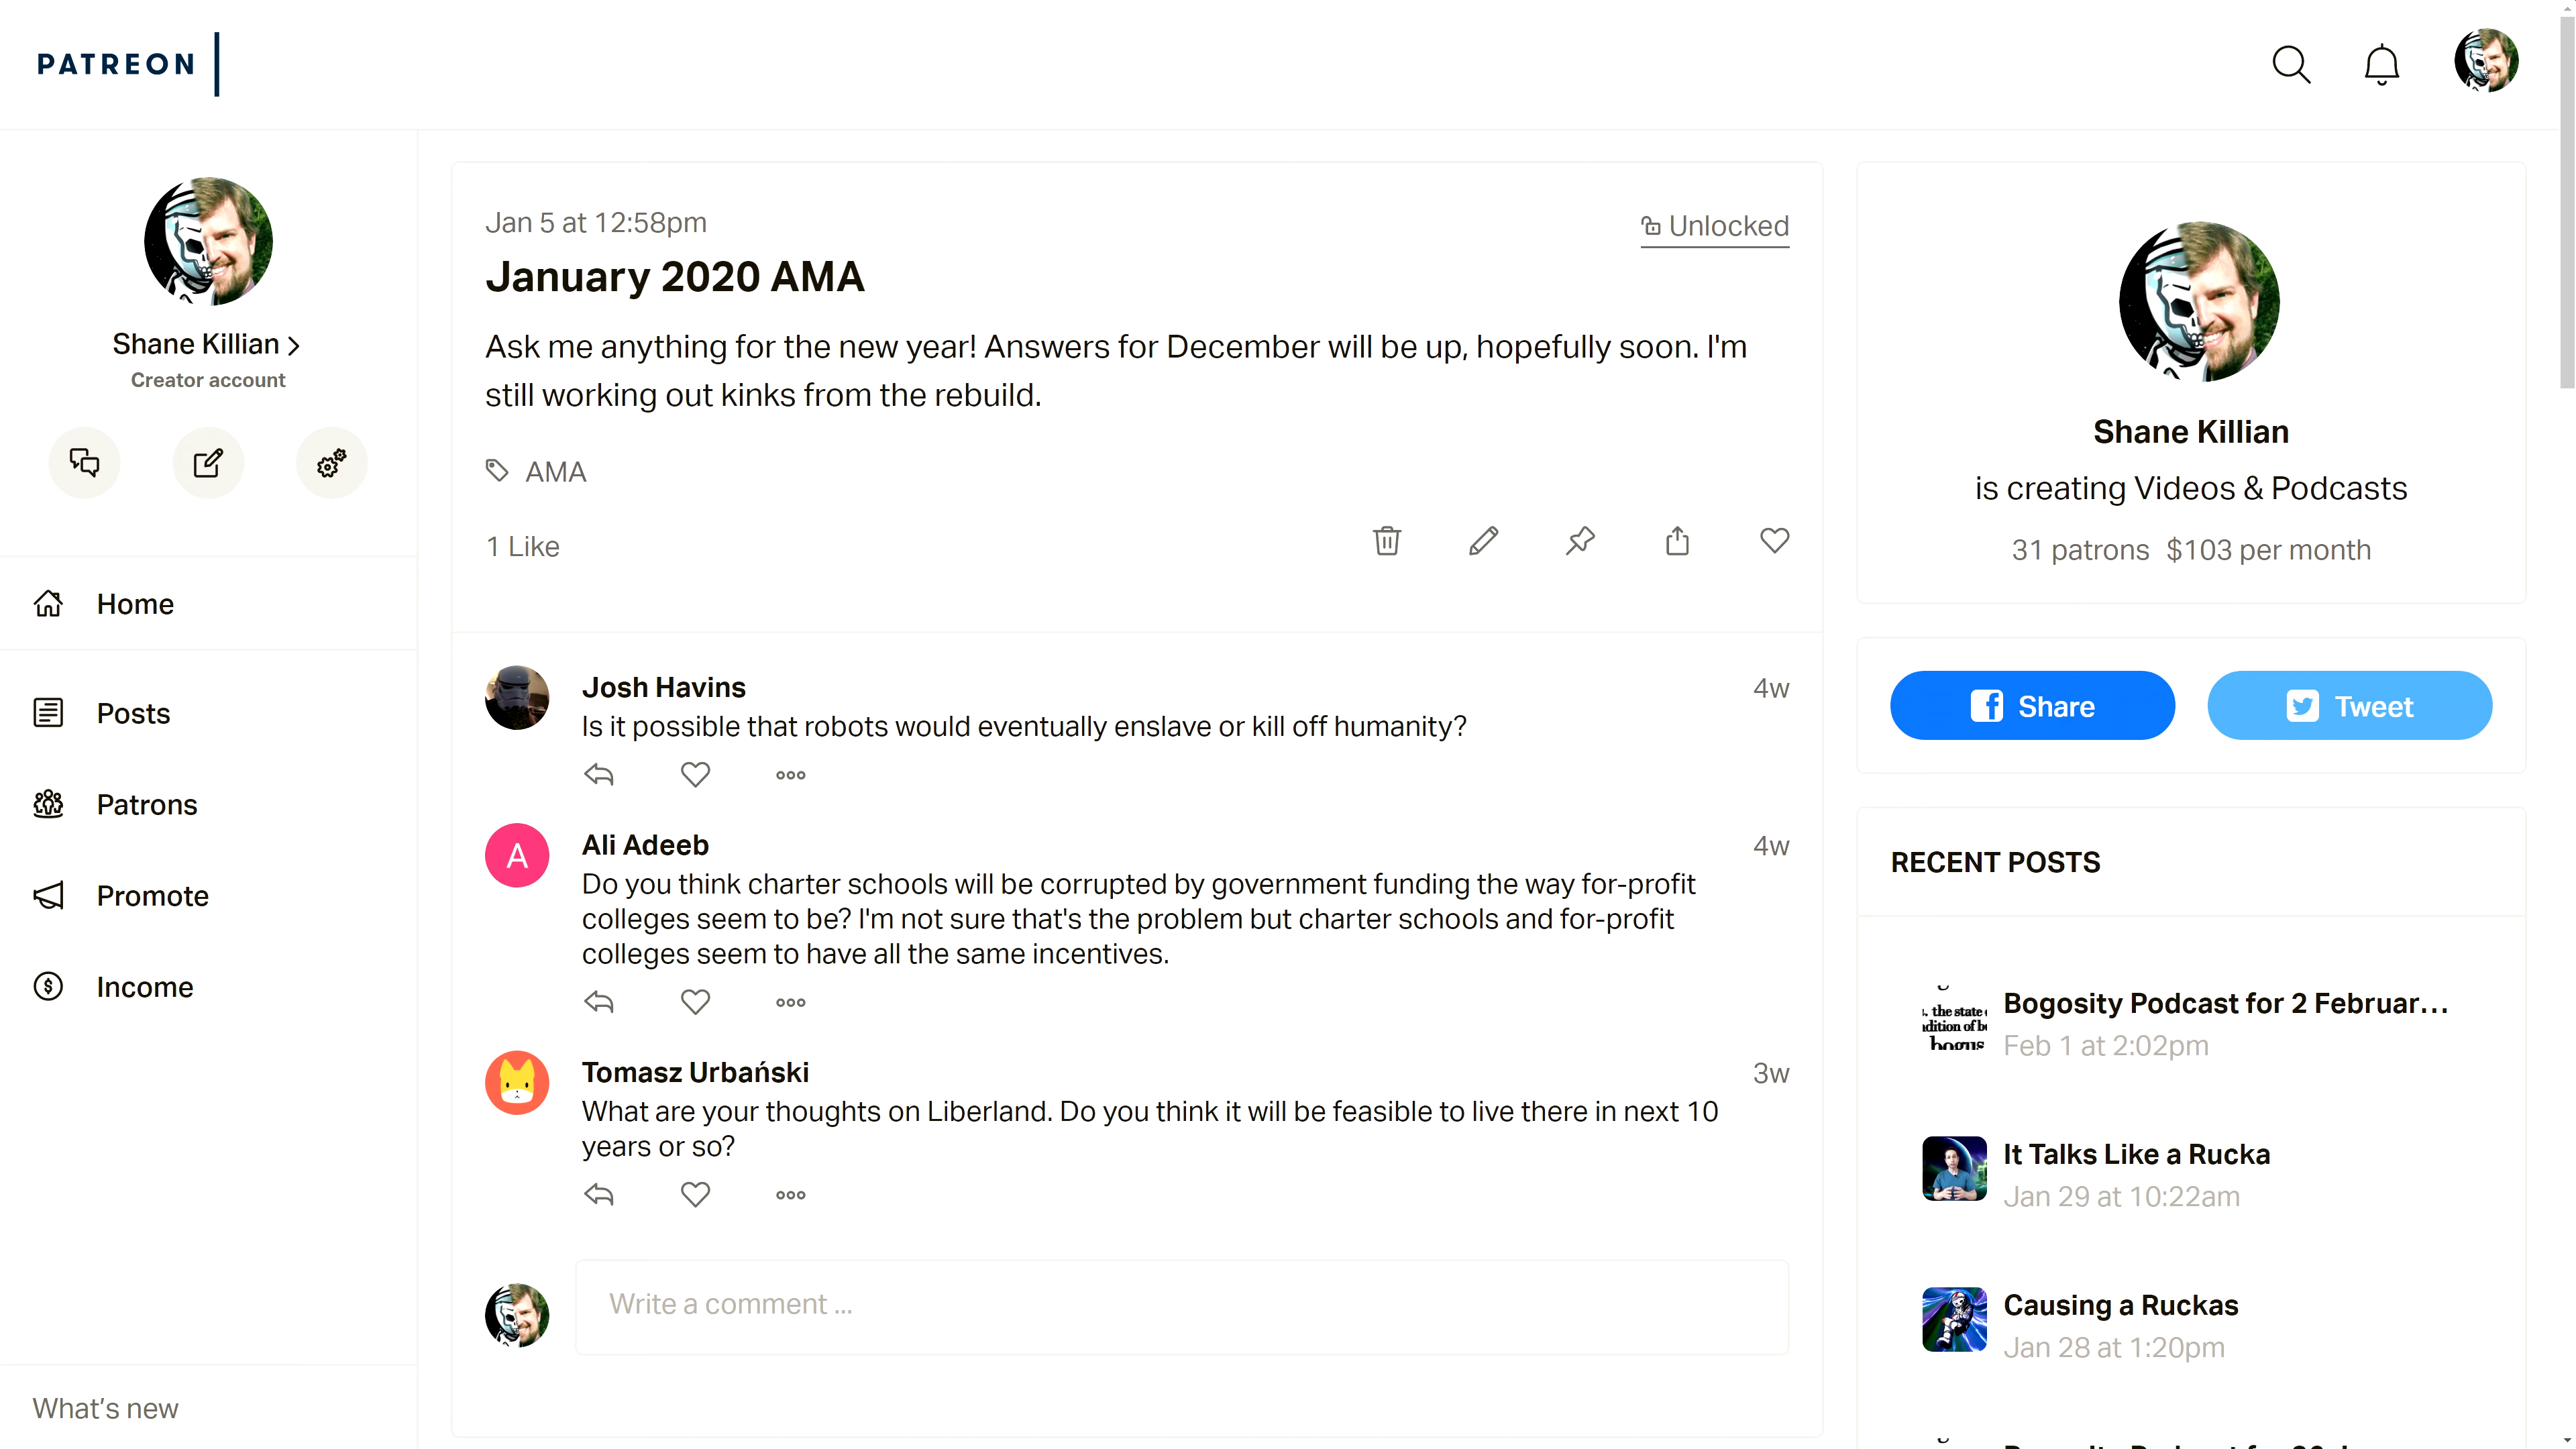 PATREON
Shane Killian
Creator account
Home
Posts
Patrons
Promote
Income
What's new
Jan 5 at 12:58pm
Unlocked
January 2020 AMA
Ask me anything for the new year! Answers for December will be up, hopefully soon. I'm
still working out kinks from the rebuild.
AMA
1 Like
Josh Havins
4w
Is it possible that robots would eventually enslave or kill off humanity?
A
Ali Adeeb
4w
Do you think charter schools will be corrupted by government funding the way for-profit
colleges seem to be? I'm not sure that's the problem but charter schools and for-profit
colleges seem to have all the same incentives.
Tomasz Urbański
3w
What are your thoughts on Liberland. Do you think it will be feasible to live there in next 10
years or so?
Write a comment ...
Shane Killian
is creating Videos & Podcasts
31 patrons $103 per month
Share
Tweet
RECENT POSTS
the state
of
bogus
Bogosity Podcast for 2 Februar...
Feb 1 at 2:02pm
It Talks Like a Rucka
Jan 29 at 10:22am
Causing a Ruckas
Jan 28 at 1:20pm